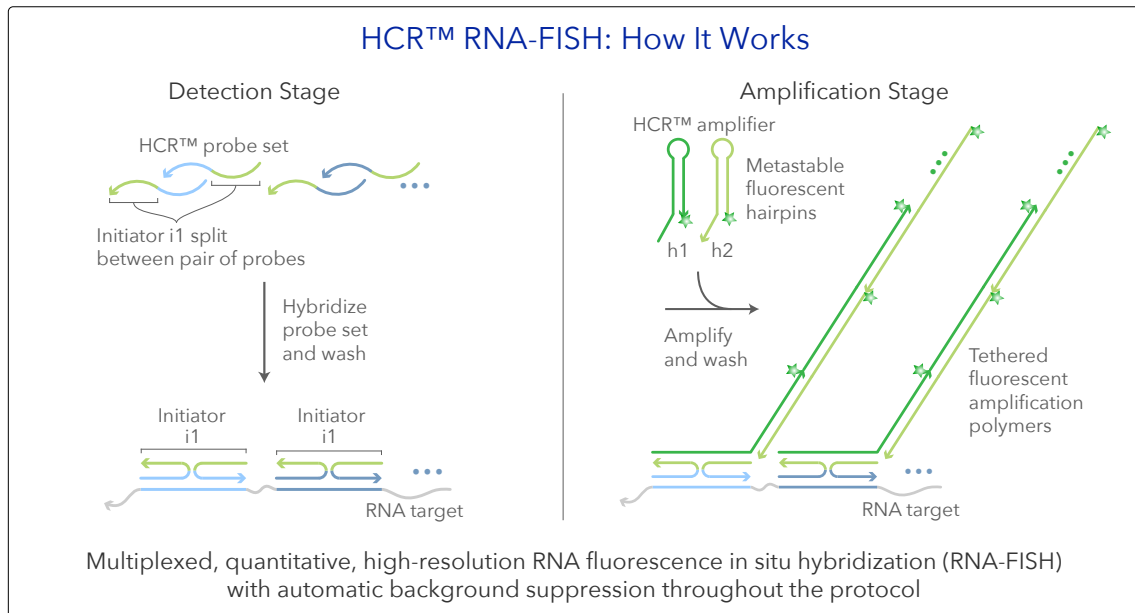 HCR™ RNA-FISH: How It Works
Detection Stage
HCR™ probe set
Initiator i1 split
between pair of probes
Hybridize
probe set
and wash
Initiator
i1
Initiator
i1
RNA target
Amplification Stage
HCR™ amplifier
Metastable
fluorescent
hairpins
h1
h2
Amplify
and wash
Tethered
fluorescent
amplification
polymers
RNA target
Multiplexed, quantitative, high-resolution RNA fluorescence in situ hybridization (RNA-FISH)
with automatic background suppression throughout the protocol